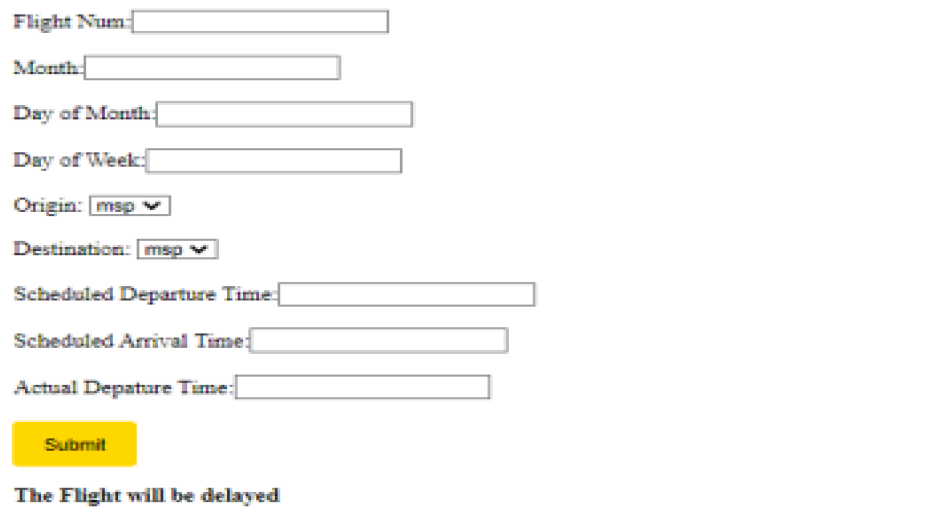 Flight Num:
Month:
Day of Month:
Day of Week:
Origin: msp
Destination: msp
Scheduled Departure Time:
Scheduled Arrival Time:
Actual Depature Time:
Submit
The Flight will be delayed